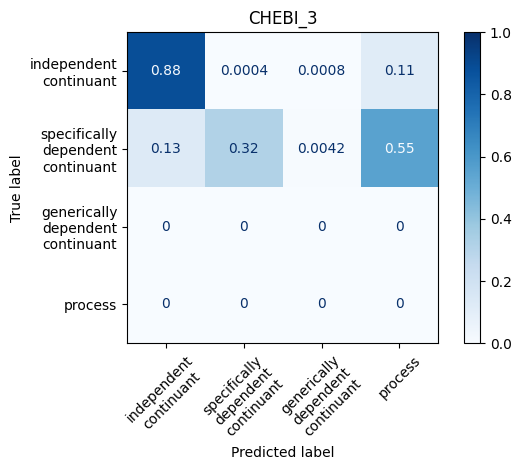 CHEBI_3
independent
continuant
0.88 0.0004 0.0008 0.11
specifically
dependent
continuant
0.13 0.32 0.0042 0.55
generically
dependent
continuant
0 0 0 0
process
0 0 0 0
True label
independent
continuant
specifically
dependent
continuant
generically
dependent
continuant
process
Predicted label
1.0
0.8
0.6
0.4
0.2
0.0